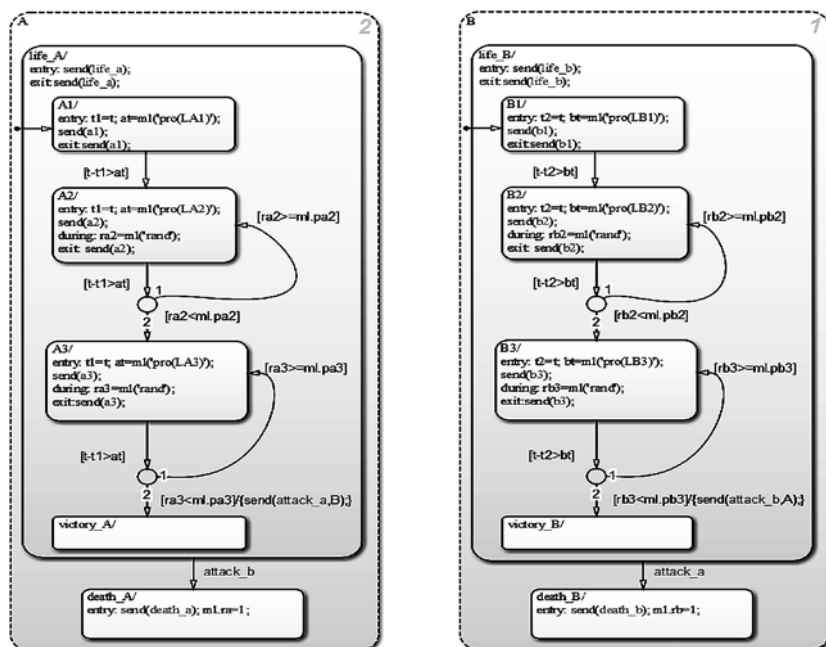 A
2
life_A/
entry: send(life_a);
exit:send(life_a);
A1/
entry: t1=t; at=ml('pro(LA1)');
send(a1);
exit:send(a1);
[t-t1>at]
A2/
entry: t1=t; at=ml('pro(LA2)');
send(a2);
during: ra2=ml('rand');
exit: send(a2);
[ra2>=ml.pa2]
[t-t1>at]
1
2
[ra2<ml.pa2]
A3/
entry: t1=t; at=ml('pro(LA3)');
send(a3);
during: ra3=ml('rand');
exit:send(a3);
[ra3>=ml.pa3]
[t-t1>at]
1
2
[ra3<ml.pa3]/{send(attack_a,B);}
victory_A/
attack_b
death_A/
entry: send(death_a); ml.ra=1;
B
1
life_B/
entry: send(life_b);
exit:send(life_b);
B1/
entry: t2=t; bt=ml('pro(LB1)');
send(b1);
exit:send(b1);
[t-t2>bt]
B2/
entry: t2=t; bt=ml('pro(LB2)');
send(b2);
during: rb2=ml('rand');
exit: send(b2);
[rb2>=ml.pb2]
[t-t2>bt]
1
2
[rb2<ml.pb2]
B3/
entry: t2=t; bt=ml('pro(LB3)');
send(b3);
during: rb3=ml('rand');
exit:send(b3);
[rb3>=ml.pb3]
[t-t2>bt]
1
2
[rb3<ml.pb3]/{send(attack_b,A);}
victory_B/
attack_a
death_B/
entry: send(death_b); ml.rb=1;